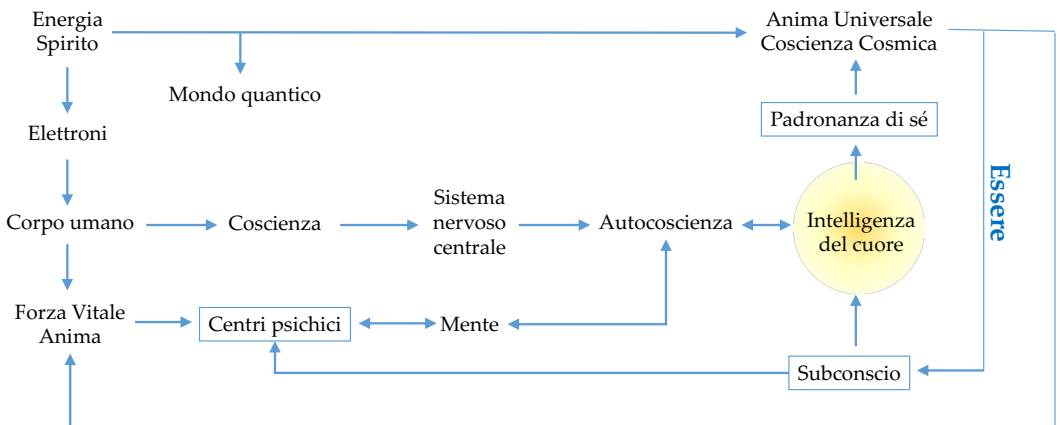 Energia
Spirito
Anima Universale
Coscienza Cosmica
Mondo quantico
Padronanza di sé
Elettroni
Essere
Corpo umano
Coscienza
Sistema
nervoso
centrale
Autocoscienza
Intelligenza
del cuore
Forza Vitale
Anima
Centri psichici
Mente
Subconscio